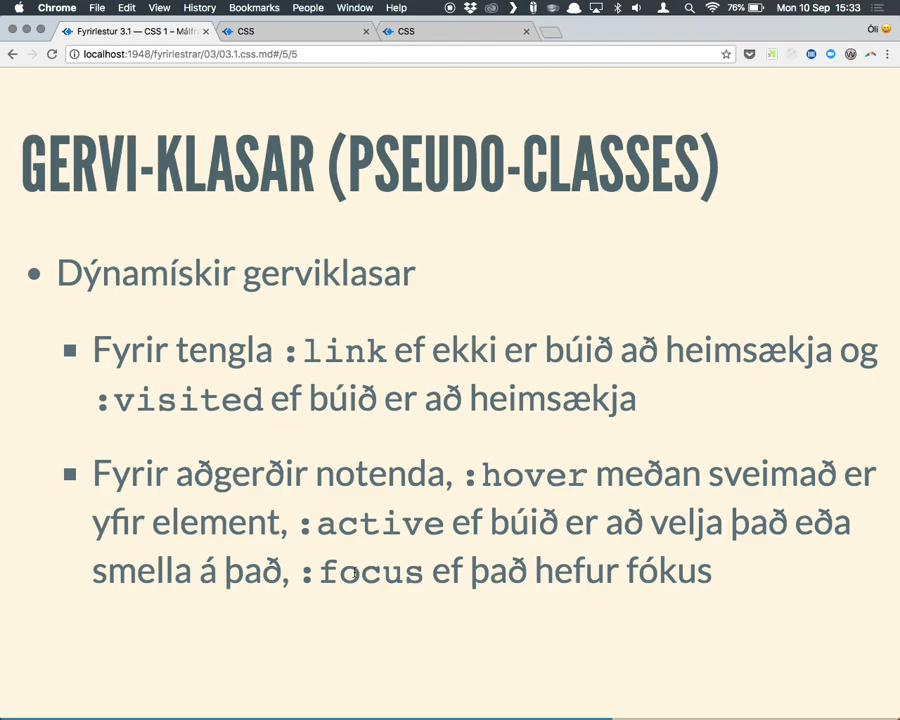 Chrome File Edit View History Bookmarks People Window Help 76% Mon 10 Sep 15:33
Fyrirlestur 3.1 — CSS 1 – Málfr CSS CSS Óli
localhost:1948/fyrirlestrar/03/03.1.css.md#/5/5
GERVI-KLASAR (PSEUDO-CLASSES)
Dýnamískir gerviklasar
Fyrir tengla :link ef ekki er búið að heimsækja og
:visited ef búið er að heimsækja
Fyrir aðgerðir notenda, :hover meðan sveimað er
yfir element, :active ef búið er að velja það eða
smella á það, :focus ef það hefur fókus